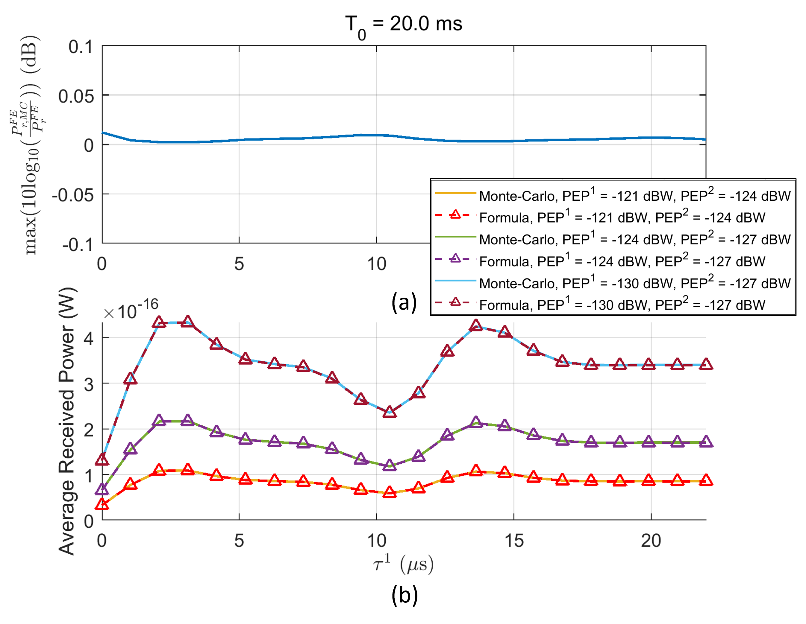 T₀ = 20.0 ms
max(10log₁₀(P^{FE}_{r,MC}/P^{FE}_r)) (dB)
0.1
0.05
0
-0.05
-0.1
0 5 10
Monte-Carlo, PEP¹ = -121 dBW, PEP² = -124 dBW
Formula, PEP¹ = -121 dBW, PEP² = -124 dBW
Monte-Carlo, PEP¹ = -124 dBW, PEP² = -127 dBW
Formula, PEP¹ = -124 dBW, PEP² = -127 dBW
Monte-Carlo, PEP¹ = -130 dBW, PEP² = -127 dBW
Formula, PEP¹ = -130 dBW, PEP² = -127 dBW
(a)
×10⁻¹⁶
Average Received Power (W)
4
3
2
1
0
0 5 10 15 20
τ¹ (μs)
(b)